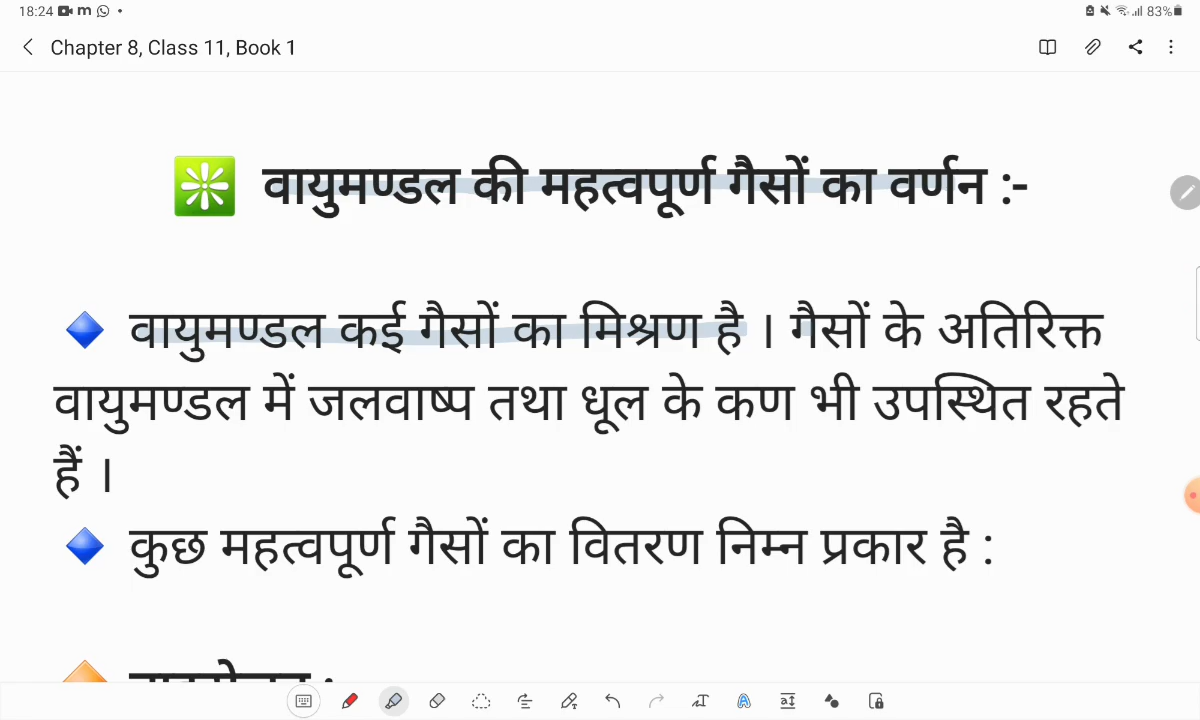 18:24
83%
Chapter 8, Class 11, Book 1
वायुमण्डल की महत्वपूर्ण गैसों का वर्णन :-
वायुमण्डल कई गैसों का मिश्रण है । गैसों के अतिरिक्त
वायुमण्डल में जलवाष्प तथा धूल के कण भी उपस्थित रहते
हैं ।
कुछ महत्वपूर्ण गैसों का वितरण निम्न प्रकार है :